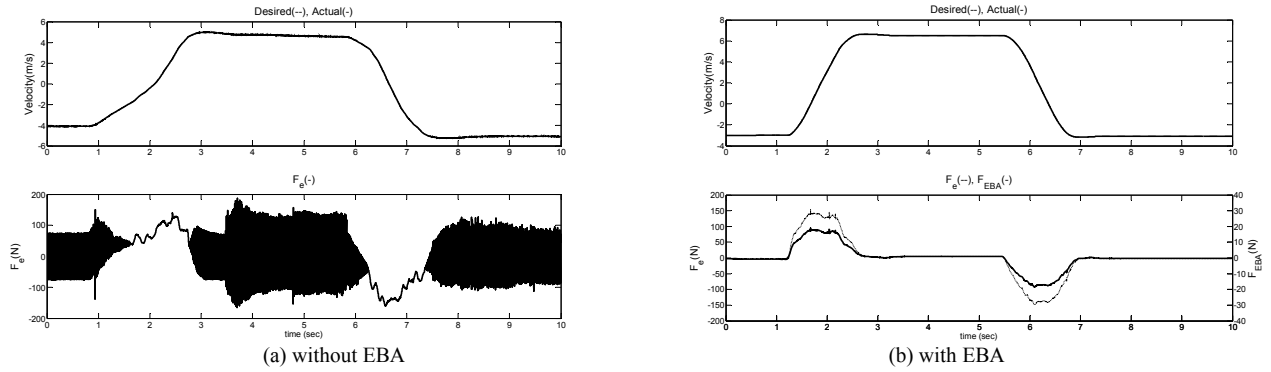 Desired(--), Actual(-)
Velocity(m/s)
6
4
2
0
-2
-4
-6
0 1 2 3 4 5 6 7 8 9 10
F_e(-)
F_e(N)
200
100
0
-100
-200
0 1 2 3 4 5 6 7 8 9 10
time (sec)
(a) without EBA
Desired(--), Actual(-)
Velocity(m/s)
8
6
4
2
0
-2
-4
0 1 2 3 4 5 6 7 8 9 10
F_e(--), F_EBA(-)
F_e(N)
200
150
100
50
0
-50
-100
-150
-200
40
30
20
10
0
-10
-20
-30
-40
F_EBA(N)
0 1 2 3 4 5 6 7 8 9 10
time (sec)
(b) with EBA